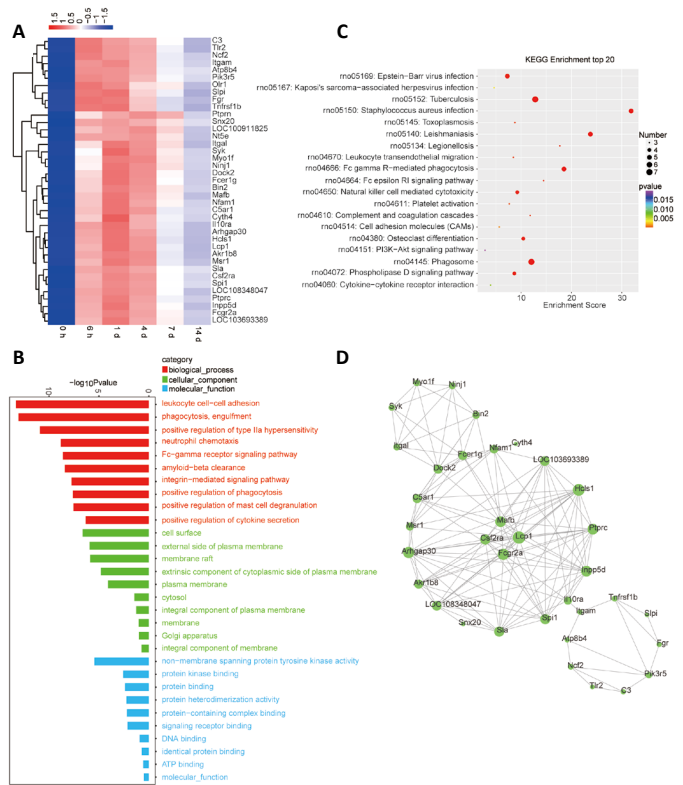 A
1.5
1
0.5
0
-0.5
-1
-1.5
C3
Tlr2
Ncf2
Itgam
Atp8b4
Pik3r5
Olr1
Slpi
Fgr
Tnfrsf1b
Ptprn
Snx20
LOC100911825
Nt5e
Itgal
Syk
Myo1f
Ninj1
Dock2
Fcer1g
Bin2
Mafb
Nfam1
C5ar1
Cyth4
Il10ra
Arhgap30
Hcls1
Lcp1
Akr1b8
Msr1
Sla
Csf2ra
Spi1
LOC108348047
Ptprc
Inpp5d
Fcgr2a
LOC103693389
0 h
6 h
1 d
4 d
7 d
14 d
C
KEGG Enrichment top 20
rno05169: Epstein-Barr virus infection
rno05167: Kaposi's sarcoma-associated herpesvirus infection
rno05152: Tuberculosis
rno05150: Staphylococcus aureus infection
rno05145: Toxoplasmosis
rno05140: Leishmaniasis
rno05134: Legionellosis
rno04670: Leukocyte transendothelial migration
rno04666: Fc gamma R-mediated phagocytosis
rno04664: Fc epsilon RI signaling pathway
rno04650: Natural killer cell mediated cytotoxicity
rno04611: Platelet activation
rno04610: Complement and coagulation cascades
rno04514: Cell adhesion molecules (CAMs)
rno04380: Osteoclast differentiation
rno04151: PI3K-Akt signaling pathway
rno04145: Phagosome
rno04072: Phospholipase D signaling pathway
rno04060: Cytokine-cytokine receptor interaction
10
20
30
Enrichment Score
Number
3
4
5
6
7
pvalue
0.015
0.010
0.005
B
category
biological_process
cellular_component
molecular_function
-log10Pvalue
10
5
0
leukocyte cell-cell adhesion
phagocytosis, engulfment
positive regulation of type IIa hypersensitivity
neutrophil chemotaxis
Fc-gamma receptor signaling pathway
amyloid-beta clearance
integrin-mediated signaling pathway
positive regulation of phagocytosis
positive regulation of mast cell degranulation
positive regulation of cytokine secretion
cell surface
external side of plasma membrane
membrane raft
extrinsic component of cytoplasmic side of plasma membrane
plasma membrane
cytosol
integral component of plasma membrane
membrane
Golgi apparatus
integral component of membrane
non-membrane spanning protein tyrosine kinase activity
protein kinase binding
protein binding
protein heterodimerization activity
protein-containing complex binding
signaling receptor binding
DNA binding
identical protein binding
ATP binding
molecular_function
D
Myo1f
Ninj1
Syk
Bin2
Itgal
Nfam1
Cyth4
Fcer1g
Dock2
LOC103693389
C5ar1
Hcls1
Msr1
Mafb
Ptprc
Csf2ra
Lcp1
Arhgap30
Fcgr2a
Akr1b8
Inpp5d
LOC108348047
Il10ra
Tnfrsf1b
Snx20
Spi1
Itgam
Slpi
Sla
Atp8b4
Fgr
Ncf2
Pik3r5
Tlr2
C3